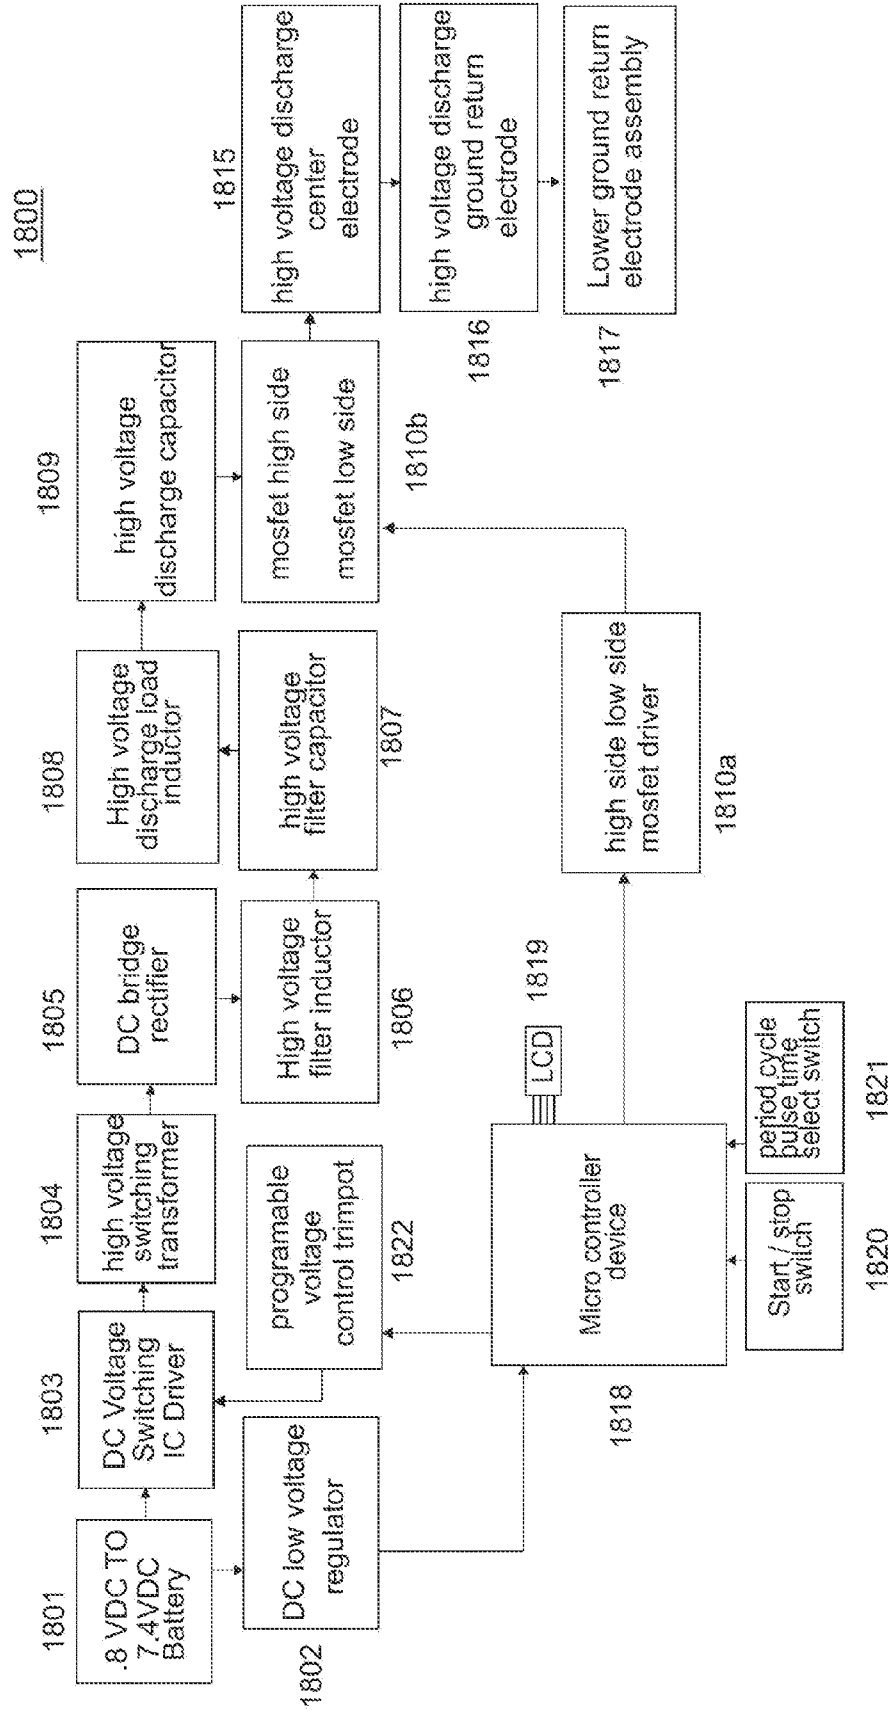 1800
1801
.8 VDC TO
7.4VDC
Battery
1803
DC Voltage
Switching
IC Driver
1804
high voltage
switching
transformer
1805
DC bridge
rectifier
1808
High voltage
discharge load
inductor
1809
high voltage
discharge capacitor
1802
DC low voltage
regulator
programable
voltage
control trimpot
1822
High voltage
filter inductor
1806
high voltage
filter capacitor
1807
mosfet high side
mosfet low side
1810b
1815
high voltage discharge
center
electrode
high voltage discharge
ground return
electrode
1816
Lower ground return
electrode assembly
1817
Micro controller
device
1818
LCD
1819
high side low side
mosfet driver
1810a
Start / stop
switch
1820
period cycle
pulse time
select switch
1821